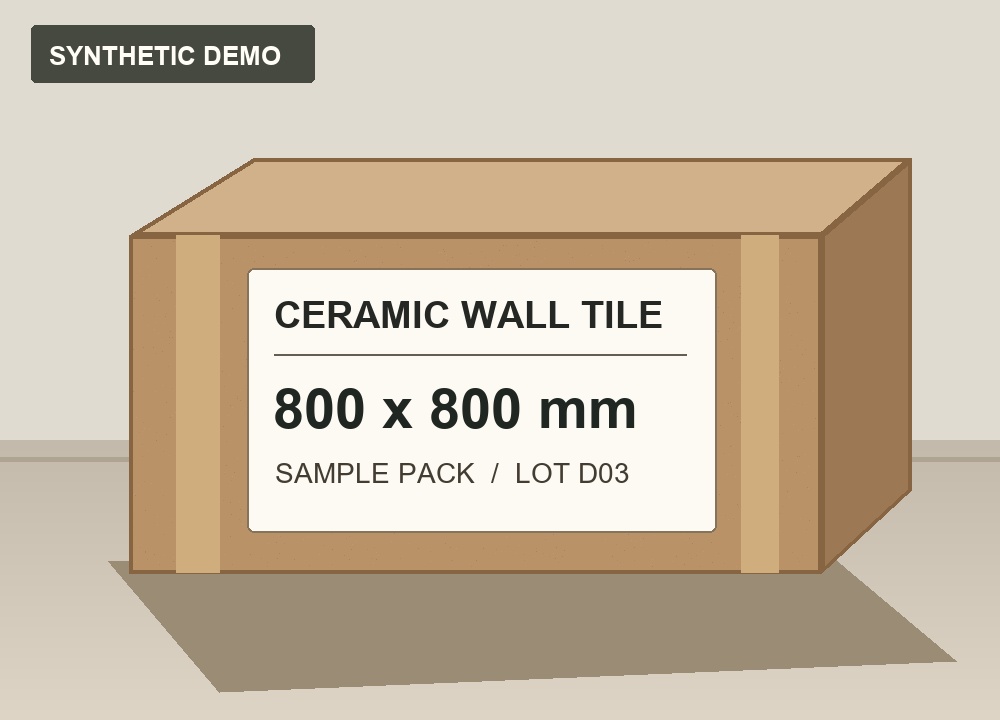 SYNTHETIC DEMO
CERAMIC WALL TILE
800 x 800 mm
SAMPLE PACK / LOT D03